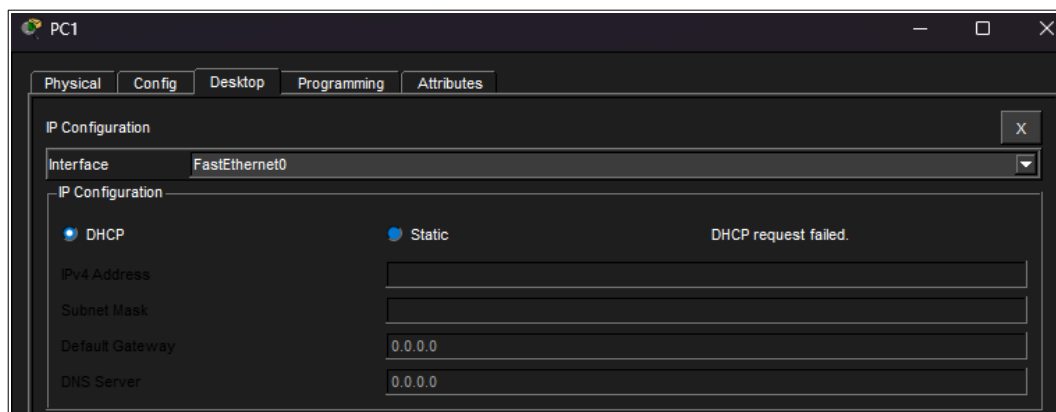 PC1
Physical Config Desktop Programming Attributes
IP Configuration X
Interface FastEthernet0
IP Configuration
DHCP Static DHCP request failed.
IPv4 Address
Subnet Mask
Default Gateway 0.0.0.0
DNS Server 0.0.0.0